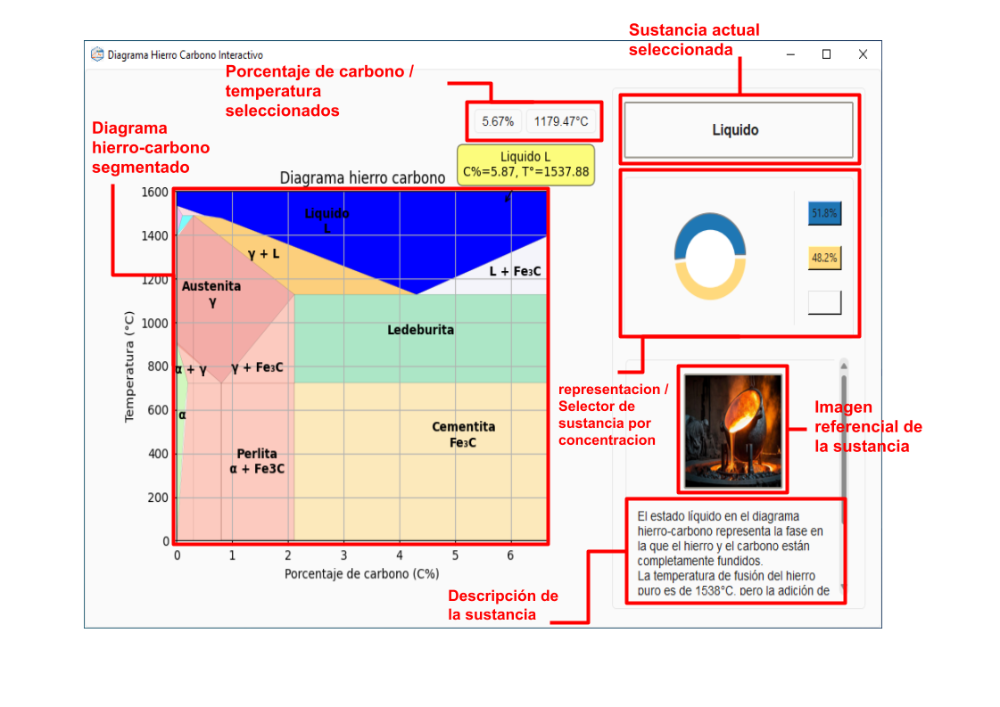 Sustancia actual
seleccionada
Diagrama Hierro Carbono Interactivo
Porcentaje de carbono /
temperatura
seleccionados
5.67%
1179.47°C
Liquido
Diagrama
hierro-carbono
segmentado
Liquido L
C%=5.87, T°=1537.88
Diagrama hierro carbono
1600
1400
1200
1000
800
600
400
200
0
Temperatura (°C)
Liquido
L
γ + L
L + Fe₃C
Austenita
γ
Ledeburita
α + γ
γ + Fe₃C
α
Cementita
Fe₃C
Perlita
α + Fe3C
0 1 2 3 4 5 6
Porcentaje de carbono (C%)
51.8%
48.2%
representacion /
Selector de
sustancia por
concentracion
Imagen
referencial de
la sustancia
El estado líquido en el diagrama
hierro-carbono representa la fase en
la que el hierro y el carbono están
completamente fundidos.
La temperatura de fusión del hierro
puro es de 1538°C, pero la adición de
Descripción de
la sustancia